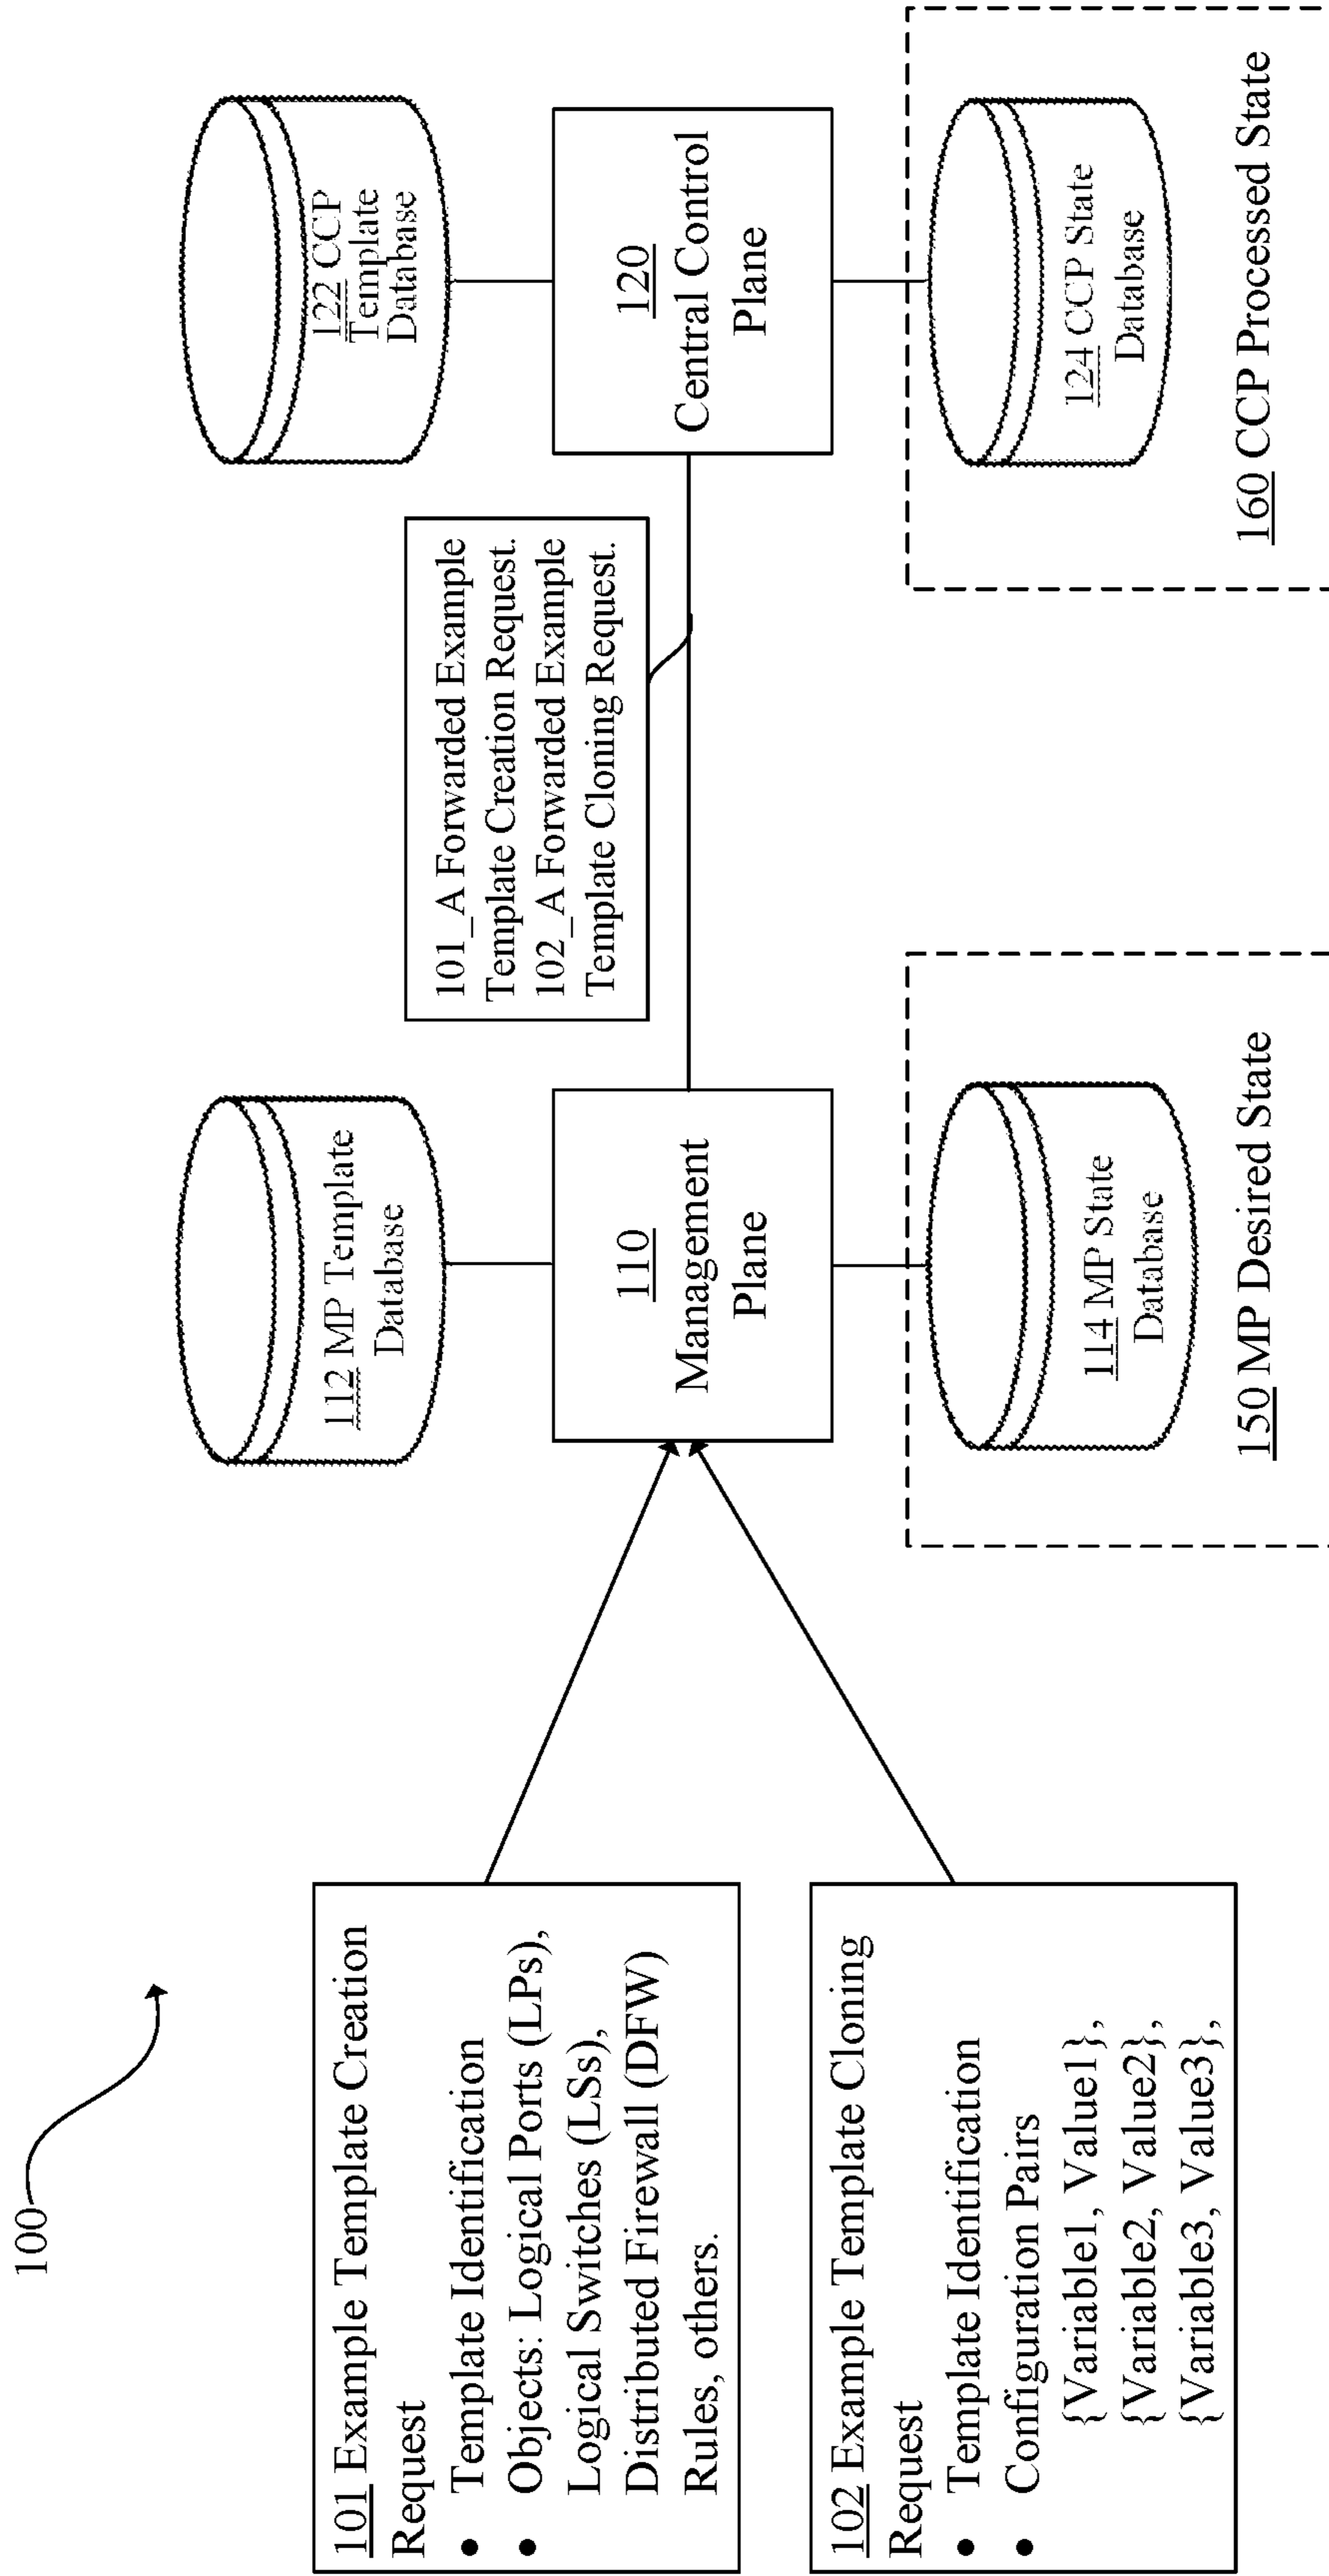 100
101 Example Template Creation
Request
• Template Identification
• Objects: Logical Ports (LPs),
Logical Switches (LSs),
Distributed Firewall (DFW)
Rules, others.
102 Example Template Cloning
Request
• Template Identification
• Configuration Pairs
{Variable1, Value1},
{Variable2, Value2},
{Variable3, Value3},
112 MP Template
Database
110
Management
Plane
114 MP State
Database
150 MP Desired State
101_A Forwarded Example
Template Creation Request.
102_A Forwarded Example
Template Cloning Request.
122 CCP
Template
Database
120
Central Control
Plane
124 CCP State
Database
160 CCP Processed State